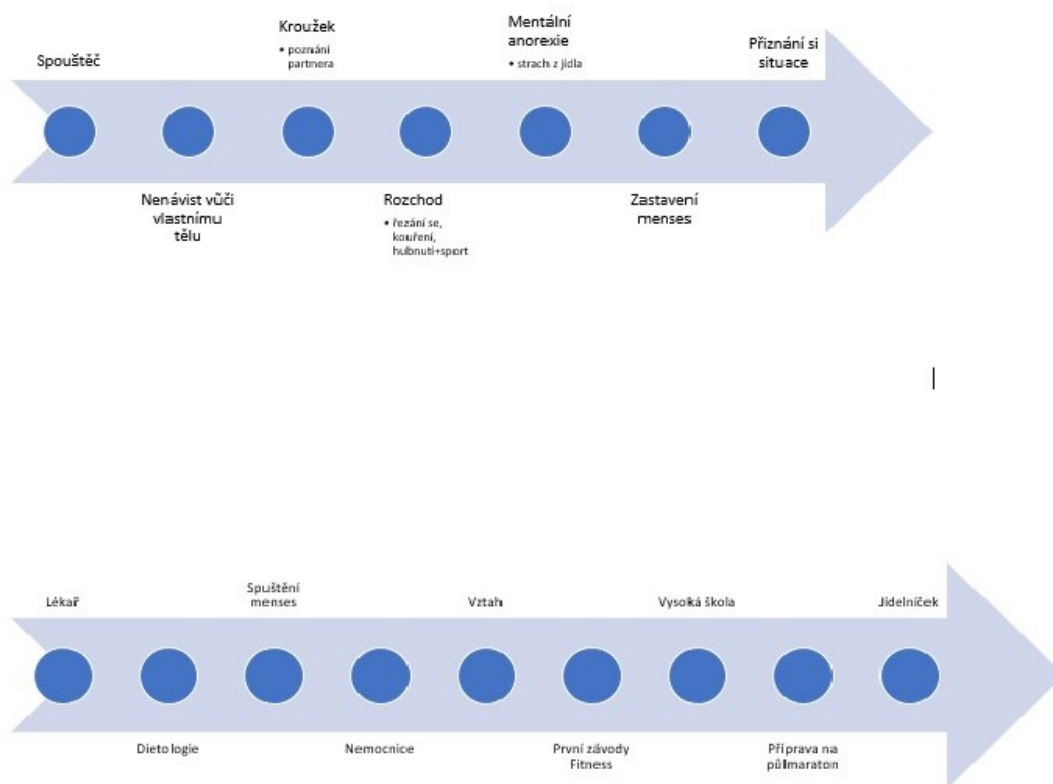 Spouštěč
Nenávist vůči
vlastnímu
tělu
Kroužek
• poznání
partnera
Rozchod
• řezání se,
kouření,
hubnutí+sport
Mentální
anorexie
• strach z jídla
Zastavení
menses
Přiznání si
situace
Lékař
Dietologie
Spuštění
menses
Nemocnice
Vztah
První závody
Fitness
Vysoká škola
Příprava na
půlmaraton
Jídelníček